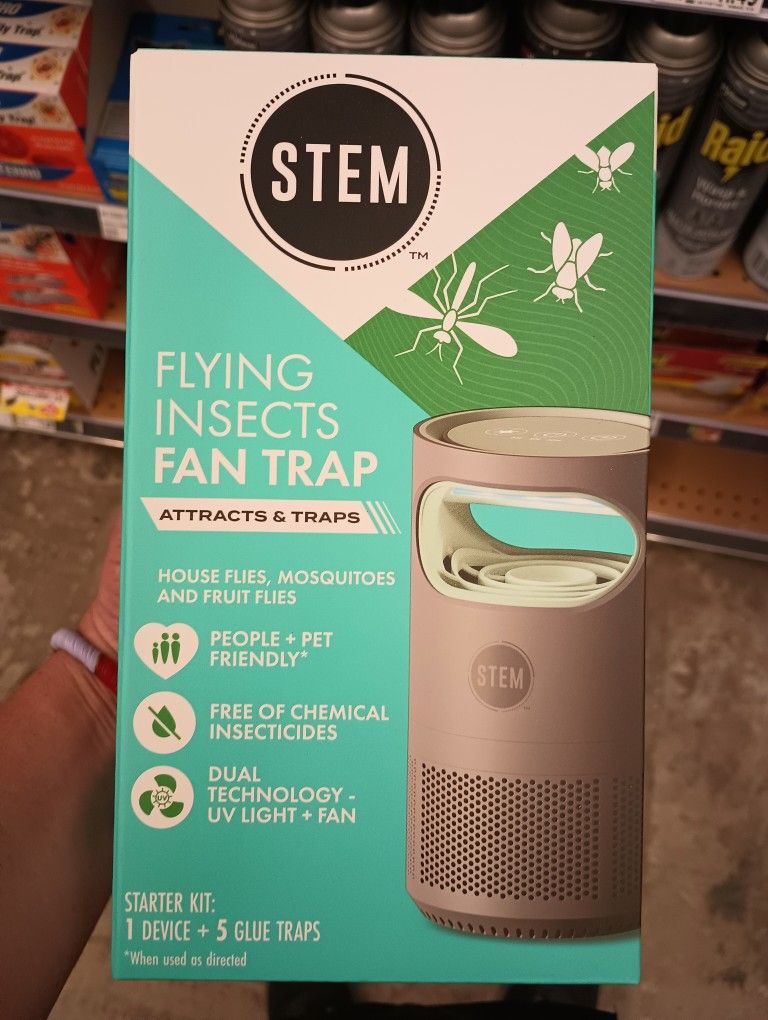 STEM
TM
FLYING
INSECTS
FAN TRAP
ATTRACTS & TRAPS
HOUSE FLIES, MOSQUITOES
AND FRUIT FLIES
PEOPLE + PET
FRIENDLY*
FREE OF CHEMICAL
INSECTICIDES
UV
DUAL
TECHNOLOGY -
UV LIGHT + FAN
STARTER KIT:
1 DEVICE + 5 GLUE TRAPS
*When used as directed
STEM
Raid